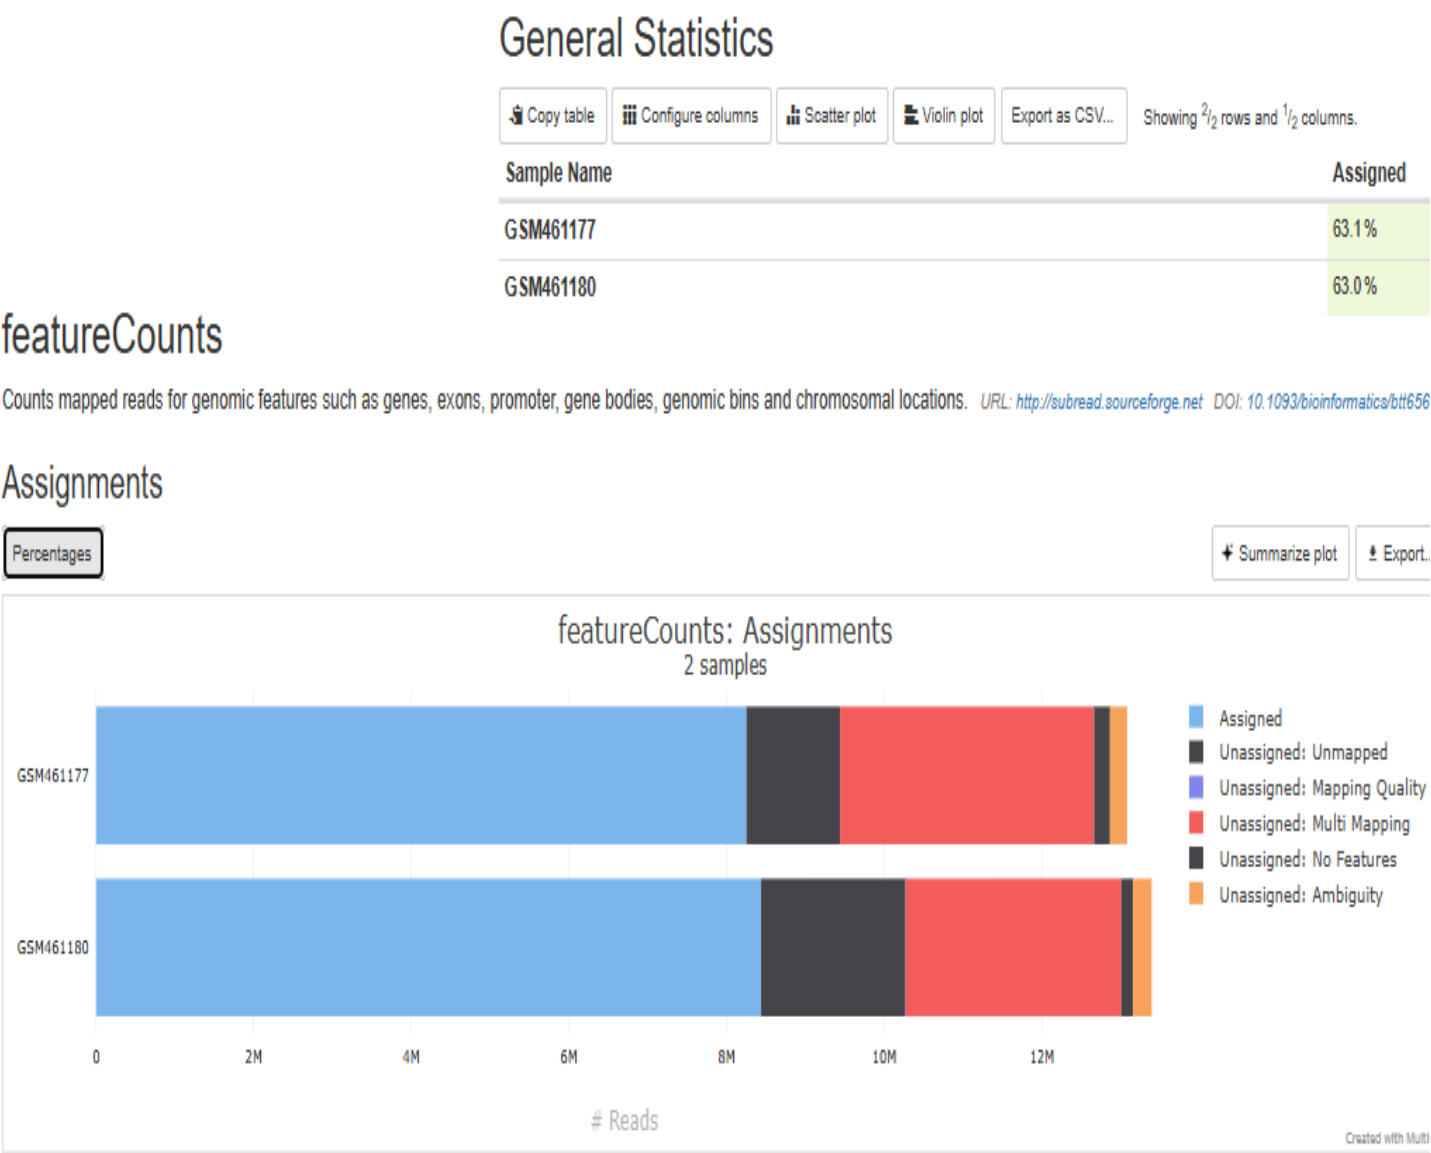 General Statistics
Copy table Configure columns Scatter plot Violin plot Export as CSV... Showing 2/2 rows and 1/2 columns.
Sample Name Assigned
GSM461177 63.1%
GSM461180 63.0%
featureCounts
Counts mapped reads for genomic features such as genes, exons, promoter, gene bodies, genomic bins and chromosomal locations. URL: http://subread.sourceforge.net DOI: 10.1093/bioinformatics/btt656
Assignments
Percentages Summarize plot Export..
featureCounts: Assignments
2 samples
GSM461177
GSM461180
Assigned
Unassigned: Unmapped
Unassigned: Mapping Quality
Unassigned: Multi Mapping
Unassigned: No Features
Unassigned: Ambiguity
0 2M 4M 6M 8M 10M 12M
# Reads
Created with Multi